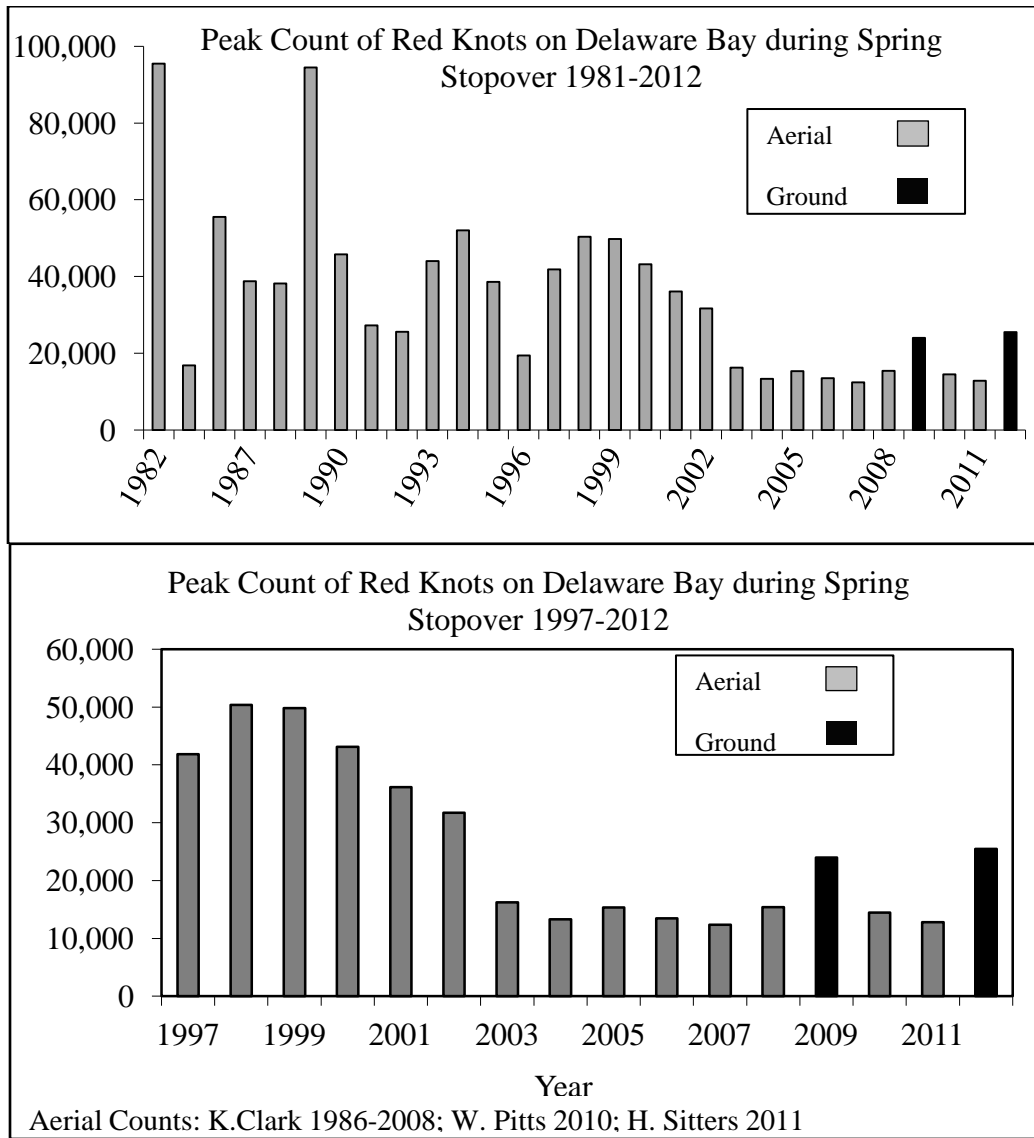 Peak Count of Red Knots on Delaware Bay during Spring
Stopover 1981-2012
100,000
80,000
60,000
40,000
20,000
0
Aerial
Ground
1982
1987
1990
1993
1996
1999
2002
2005
2008
2011
Peak Count of Red Knots on Delaware Bay during Spring
Stopover 1997-2012
60,000
50,000
40,000
30,000
20,000
10,000
0
Aerial
Ground
1997 1999 2001 2003 2005 2007 2009 2011
Year
Aerial Counts: K.Clark 1986-2008; W. Pitts 2010; H. Sitters 2011